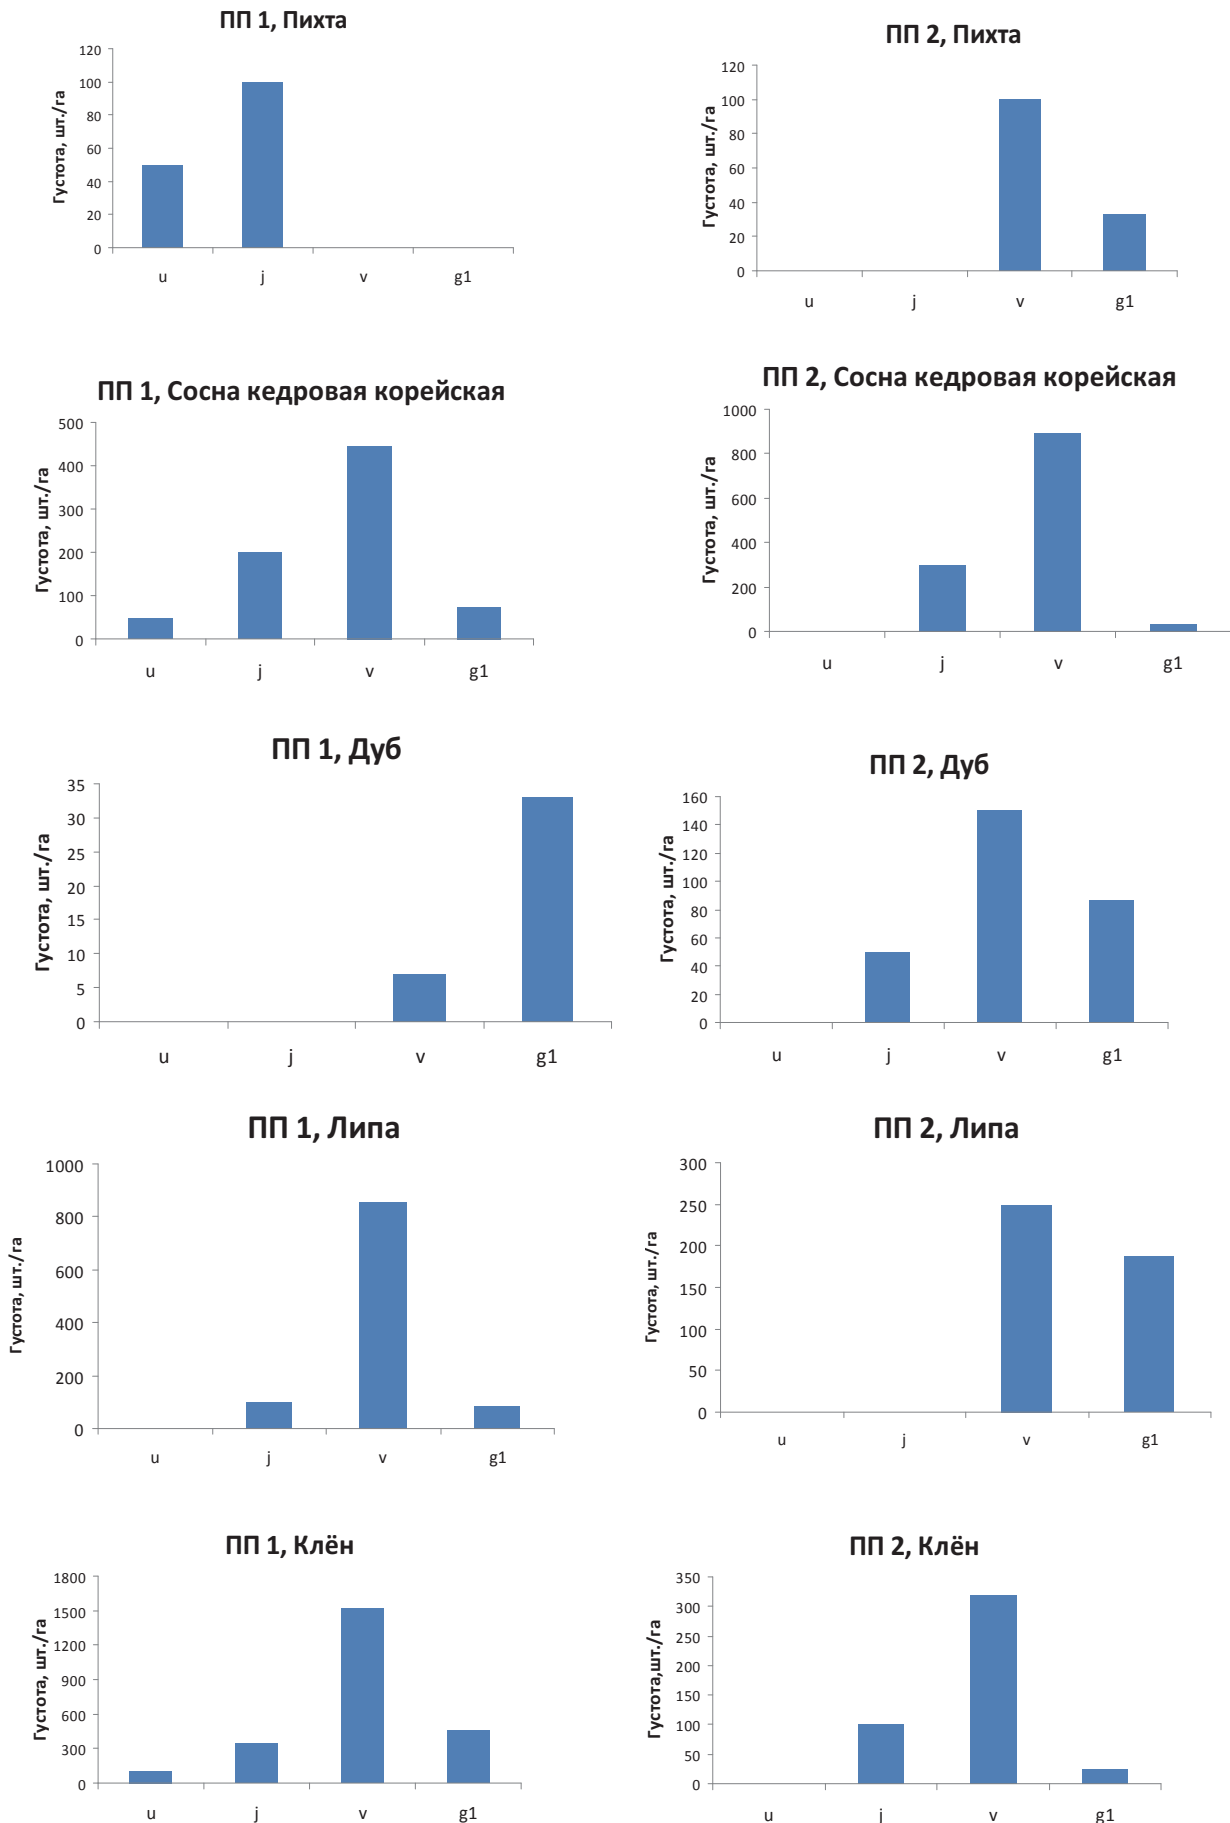 ПП 1, Пихта
Густота, шт./га
120
100
80
60
40
20
0
u j v g1
ПП 2, Пихта
Густота, шт./га
120
100
80
60
40
20
0
u j v g1
ПП 1, Сосна кедровая корейская
Густота, шт./га
500
400
300
200
100
0
u j v g1
ПП 2, Сосна кедровая корейская
Густота, шт./га
1000
800
600
400
200
0
u j v g1
ПП 1, Дуб
Густота, шт./га
35
30
25
20
15
10
5
0
u j v g1
ПП 2, Дуб
Густота, шт./га
160
140
120
100
80
60
40
20
0
u j v g1
ПП 1, Липа
Густота, шт./га
1000
800
600
400
200
0
u j v g1
ПП 2, Липа
Густота, шт./га
300
250
200
150
100
50
0
u j v g1
ПП 1, Клён
Густота, шт./га
1800
1500
1200
900
600
300
0
u j v g1
ПП 2, Клён
Густота,шт./га
350
300
250
200
150
100
50
0
u j v g1